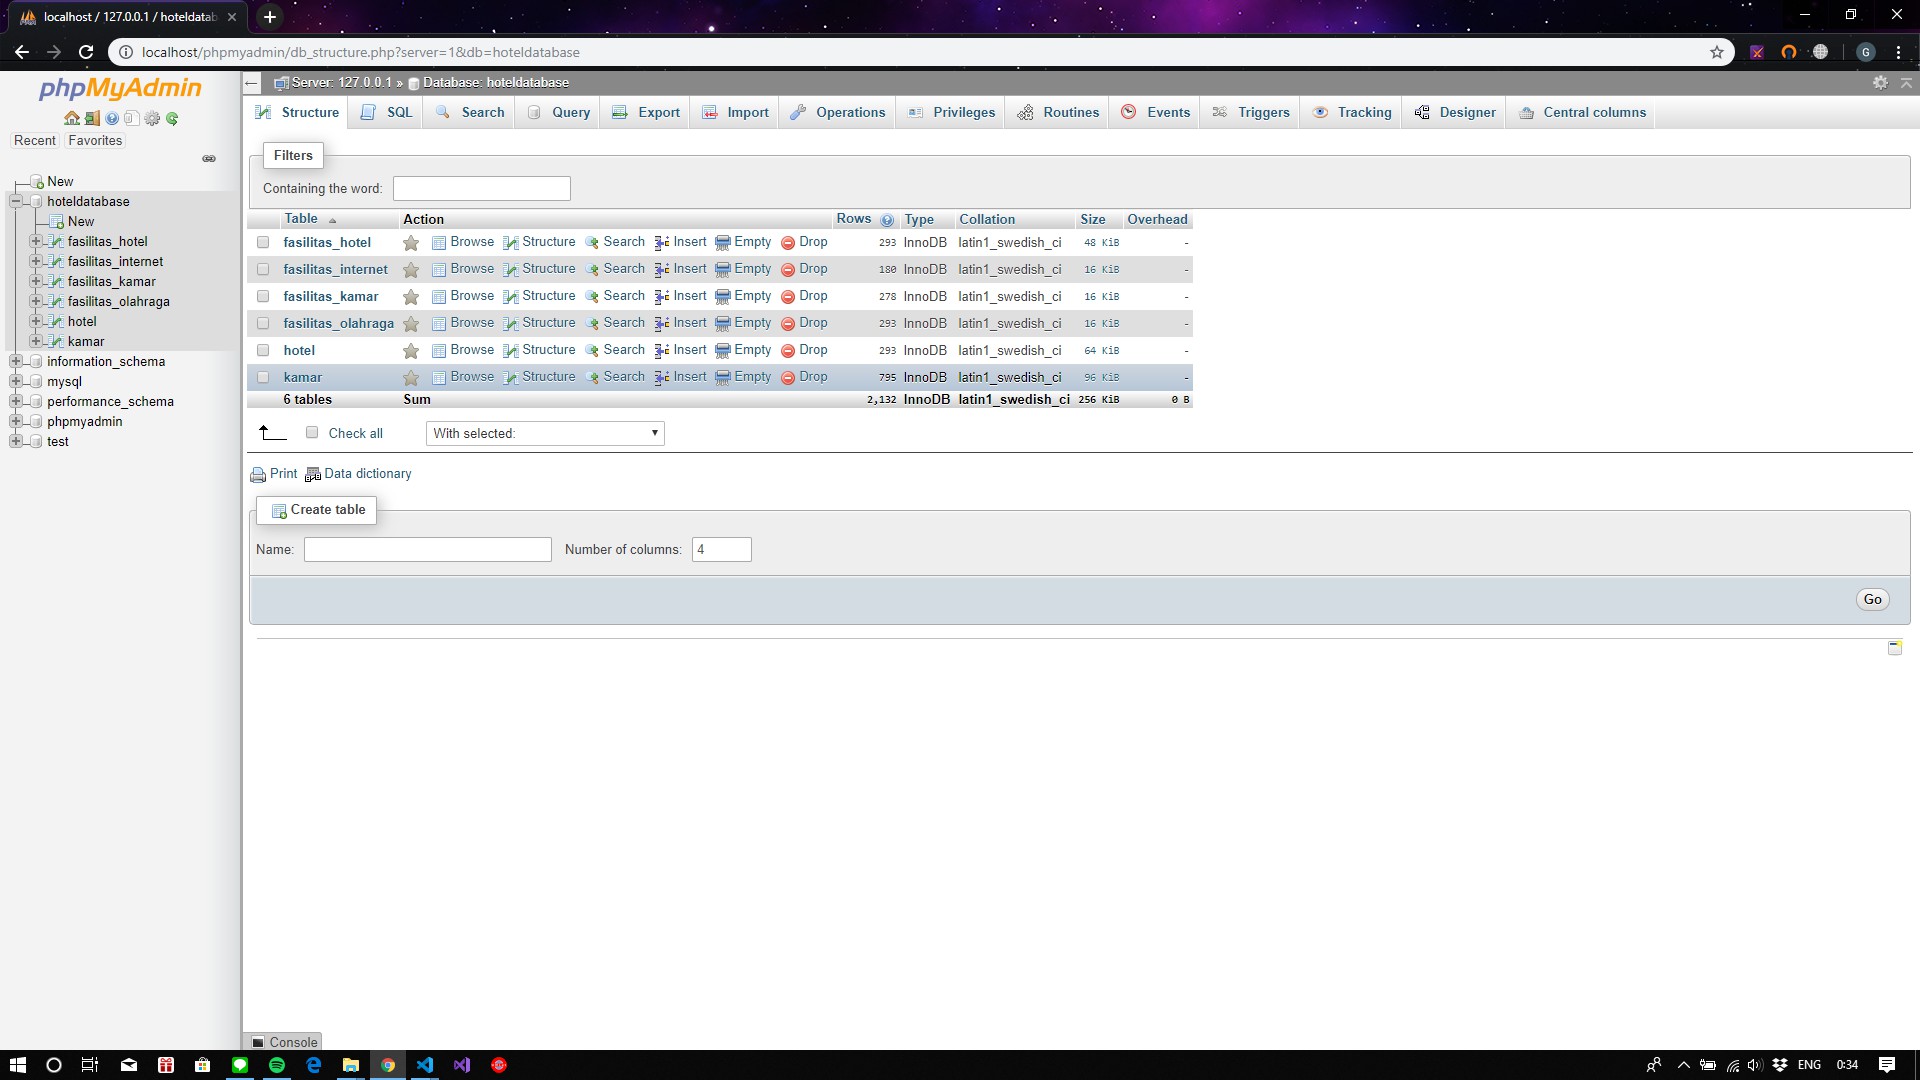 localhost / 127.0.0.1 / hoteldatab
localhost/phpmyadmin/db_structure.php?server=1&db=hoteldatabase
G
phpMyAdmin
Recent Favorites
New
hoteldatabase
New
fasilitas_hotel
fasilitas_internet
fasilitas_kamar
fasilitas_olahraga
hotel
kamar
information_schema
mysql
performance_schema
phpmyadmin
test
Server: 127.0.0.1 » Database: hoteldatabase
Structure SQL Search Query Export Import Operations Privileges Routines Events Triggers Tracking Designer Central columns
Filters
Containing the word:
Table Action Rows Type Collation Size Overhead
fasilitas_hotel Browse Structure Search Insert Empty Drop 293 InnoDB latin1_swedish_ci 48 KiB -
fasilitas_internet Browse Structure Search Insert Empty Drop 180 InnoDB latin1_swedish_ci 16 KiB -
fasilitas_kamar Browse Structure Search Insert Empty Drop 278 InnoDB latin1_swedish_ci 16 KiB -
fasilitas_olahraga Browse Structure Search Insert Empty Drop 293 InnoDB latin1_swedish_ci 16 KiB -
hotel Browse Structure Search Insert Empty Drop 293 InnoDB latin1_swedish_ci 64 KiB -
kamar Browse Structure Search Insert Empty Drop 795 InnoDB latin1_swedish_ci 96 KiB -
6 tables Sum 2,132 InnoDB latin1_swedish_ci 256 KiB 0 B
Check all With selected:
Print Data dictionary
Create table
Name: Number of columns: 4
Go
Console
ENG 0:34